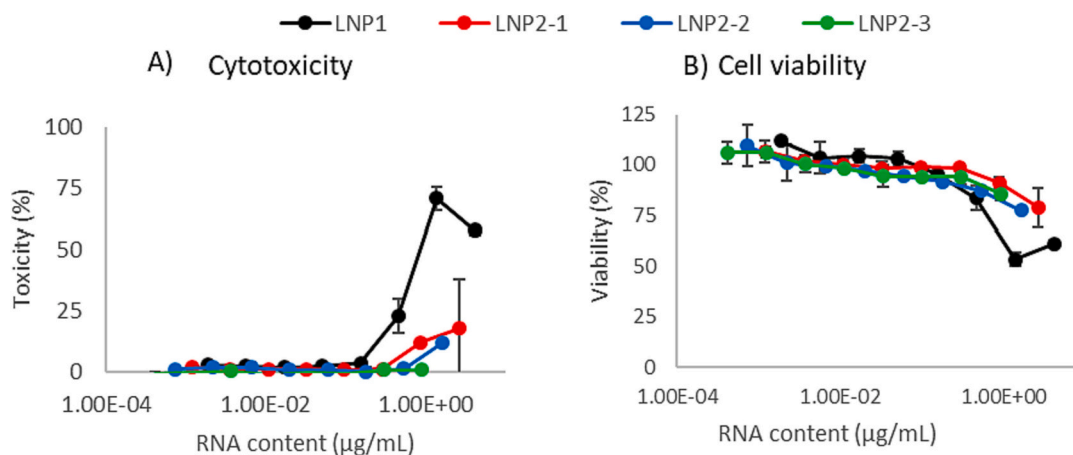 LNP1 LNP2-1 LNP2-2 LNP2-3
A) Cytotoxicity
B) Cell viability
Toxicity (%)
100
75
50
25
0
1.00E-04 1.00E-02 1.00E+00
RNA content (µg/mL)
Viability (%)
125
100
75
50
25
0
1.00E-04 1.00E-02 1.00E+00
RNA content (µg/mL)